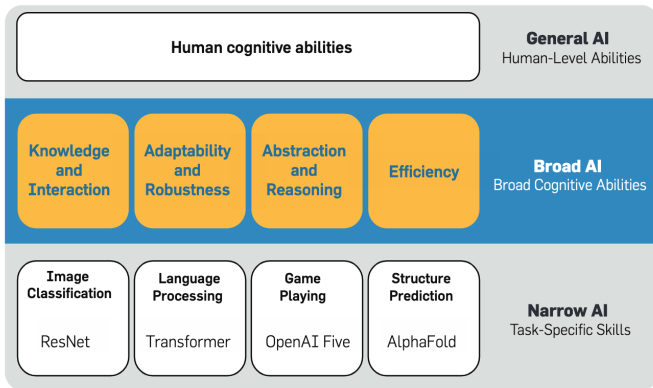 Human cognitive abilities
General AI
Human-Level Abilities
Knowledge
and
Interaction
Adaptability
and
Robustness
Abstraction
and
Reasoning
Efficiency
Broad AI
Broad Cognitive Abilities
Image
Classification
ResNet
Language
Processing
Transformer
Game
Playing
OpenAI Five
Structure
Prediction
AlphaFold
Narrow AI
Task-Specific Skills